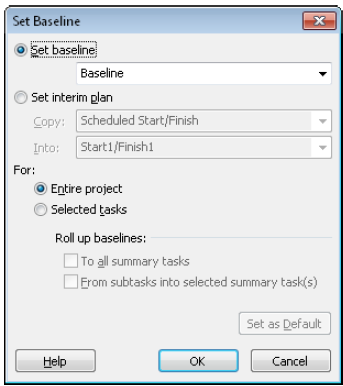 Set Baseline
Set baseline
Baseline
Set interim plan
Copy: Scheduled Start/Finish
Into: Start1/Finish1
For:
Entire project
Selected tasks
Roll up baselines:
To all summary tasks
From subtasks into selected summary task(s)
Set as Default
Help OK Cancel